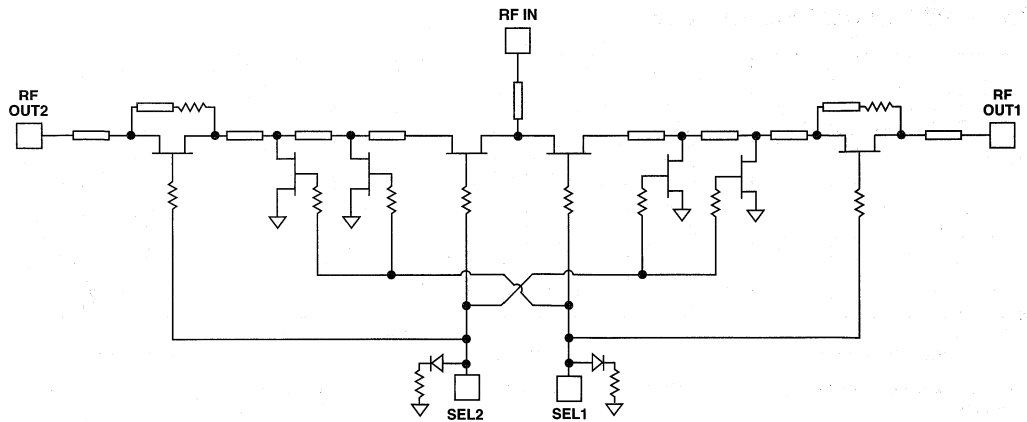 RF IN
RF
OUT2
RF
OUT1
SEL2
SEL1